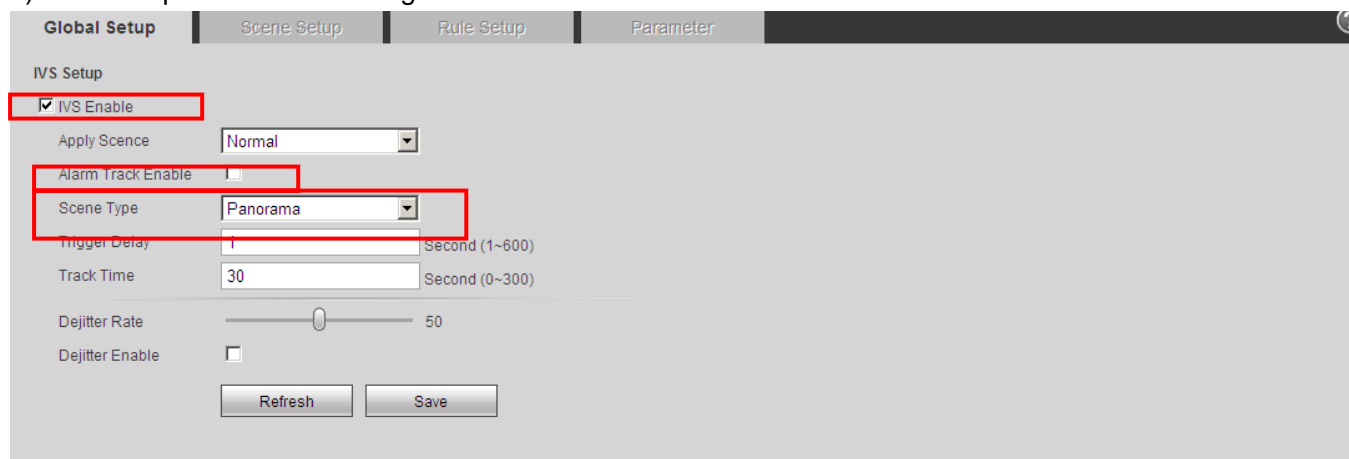 Global Setup Scene Setup Rule Setup Parameter
IVS Setup
IVS Enable
Apply Scence Normal
Alarm Track Enable
Scene Type Panorama
Trigger Delay 1 Second (1~600)
Track Time 30 Second (0~300)
Dejitter Rate 50
Dejitter Enable
Refresh Save